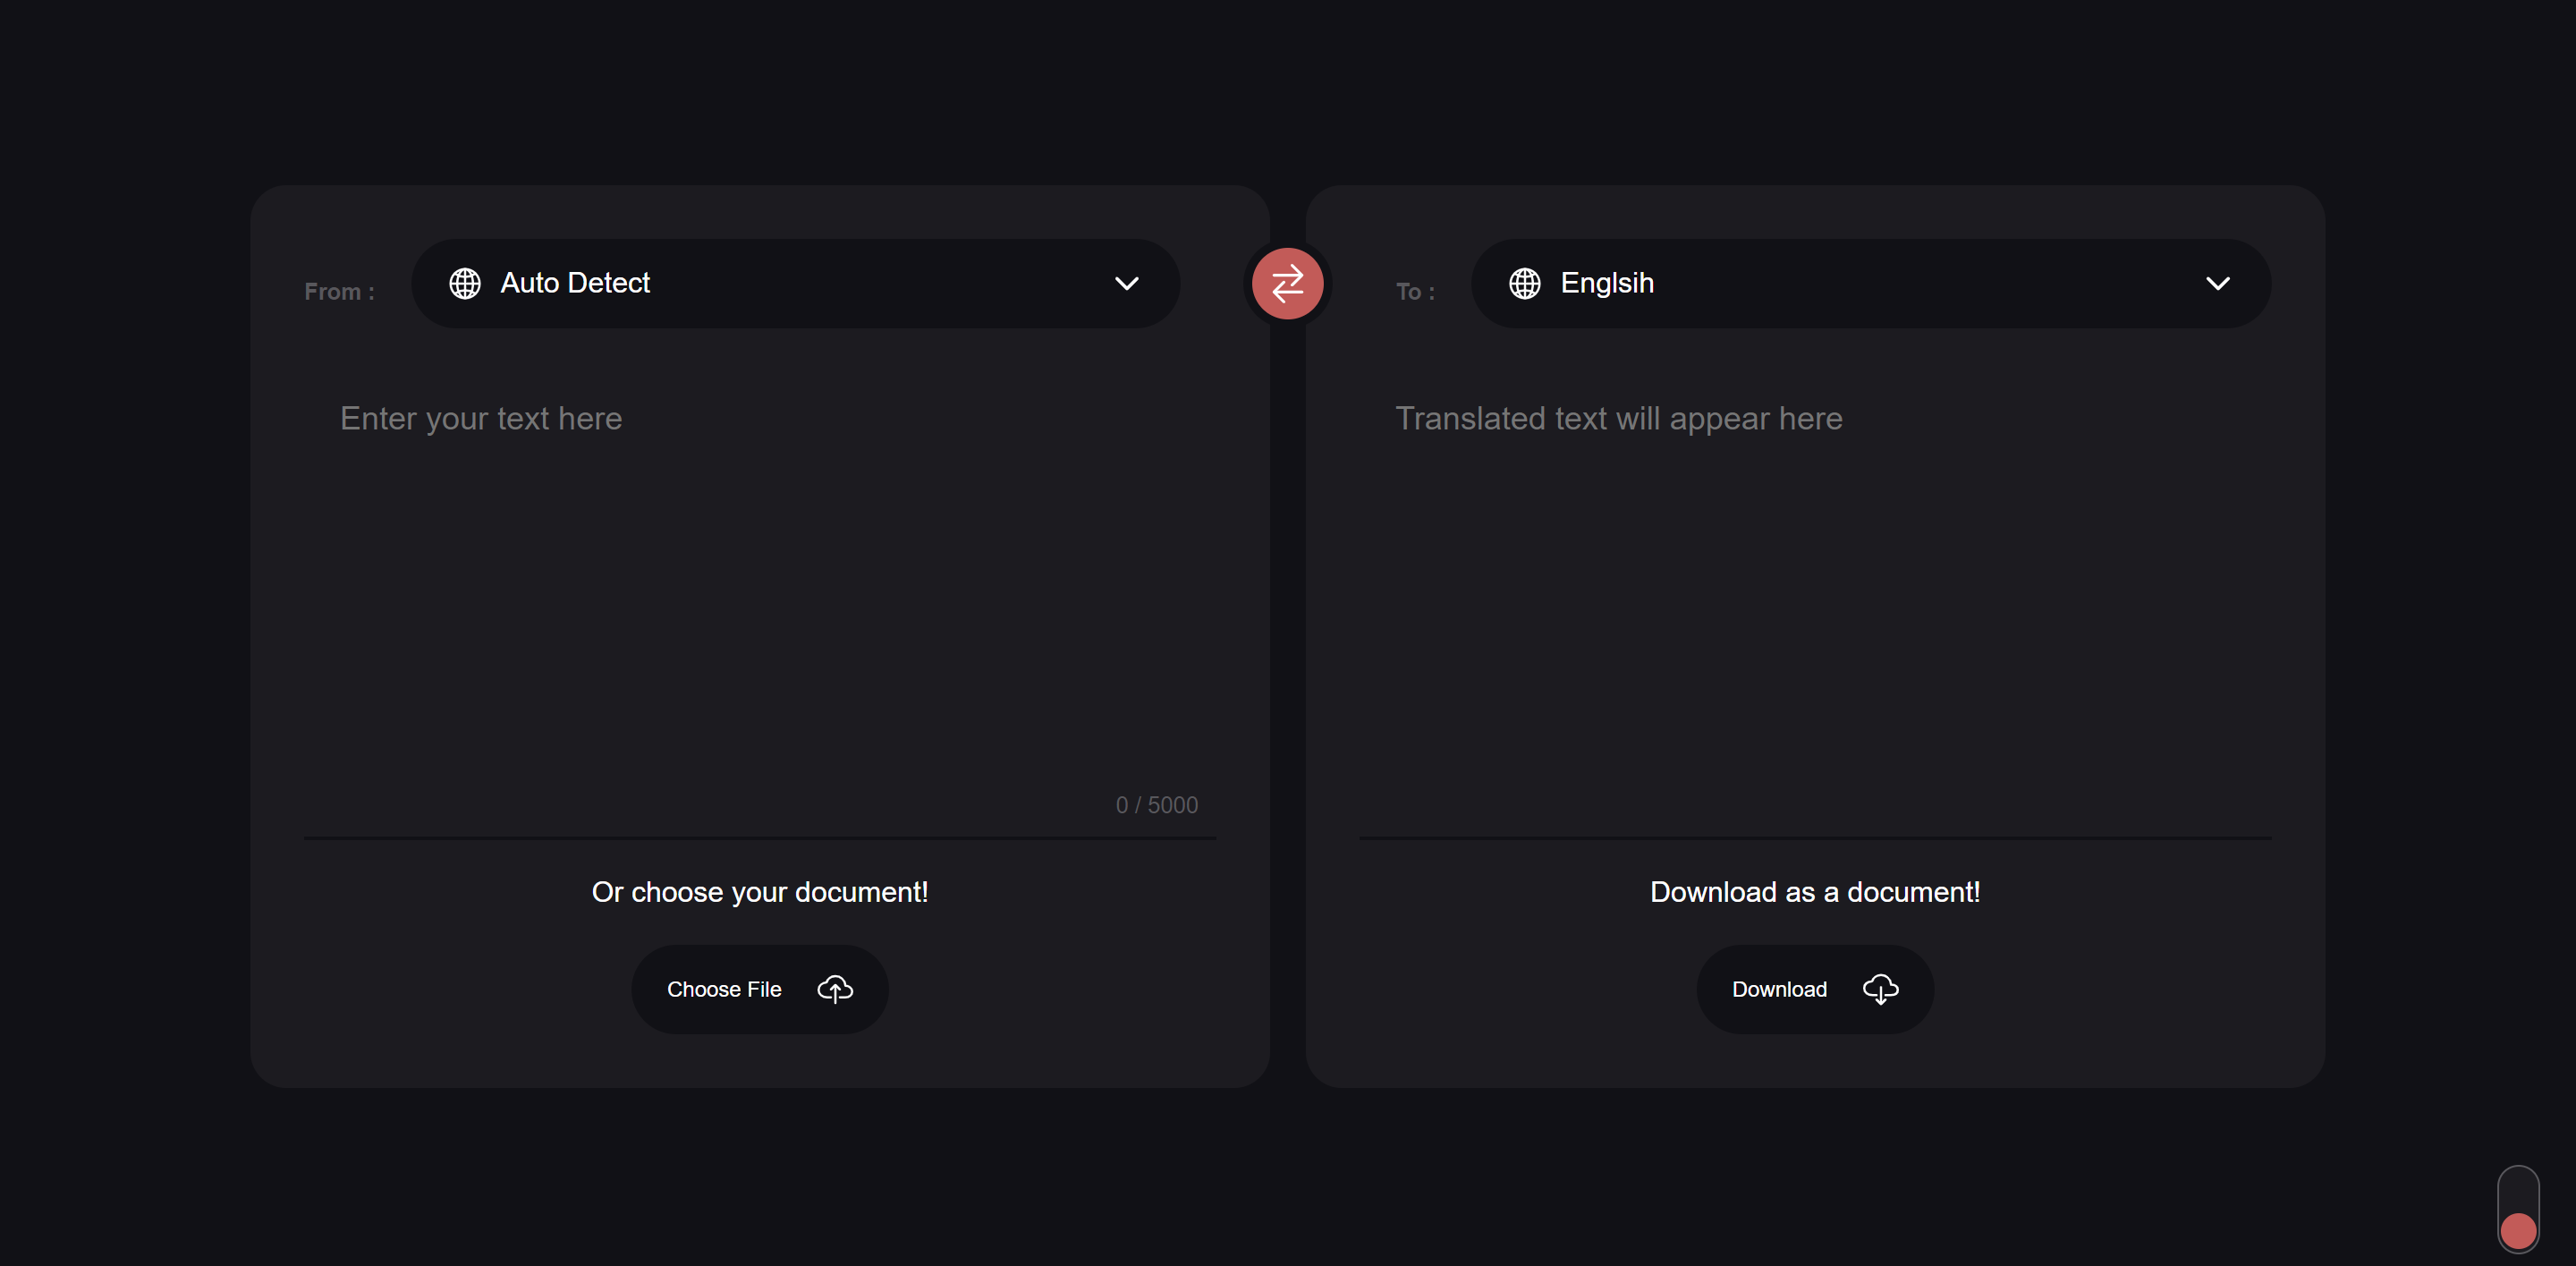 From :
Auto Detect
Enter your text here
0 / 5000
Or choose your document!
Choose File
To :
Englsih
Translated text will appear here
Download as a document!
Download